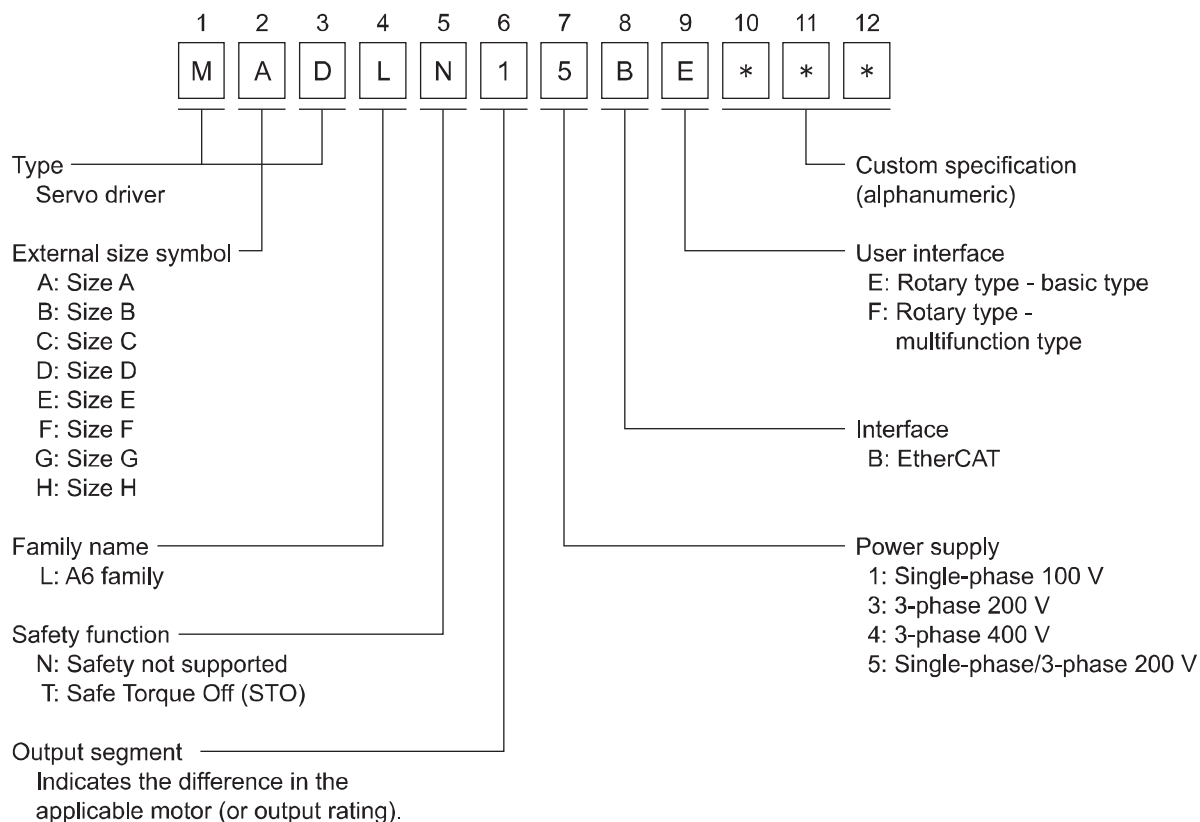 1 2 3 4 5 6 7 8 9 10 11 12
M A D L N 1 5 B E * * *
Type
Servo driver
External size symbol
A: Size A
B: Size B
C: Size C
D: Size D
E: Size E
F: Size F
G: Size G
H: Size H
Family name
L: A6 family
Safety function
N: Safety not supported
T: Safe Torque Off (STO)
Output segment
Indicates the difference in the
applicable motor (or output rating).
Custom specification
(alphanumeric)
User interface
E: Rotary type - basic type
F: Rotary type -
multifunction type
Interface
B: EtherCAT
Power supply
1: Single-phase 100 V
3: 3-phase 200 V
4: 3-phase 400 V
5: Single-phase/3-phase 200 V